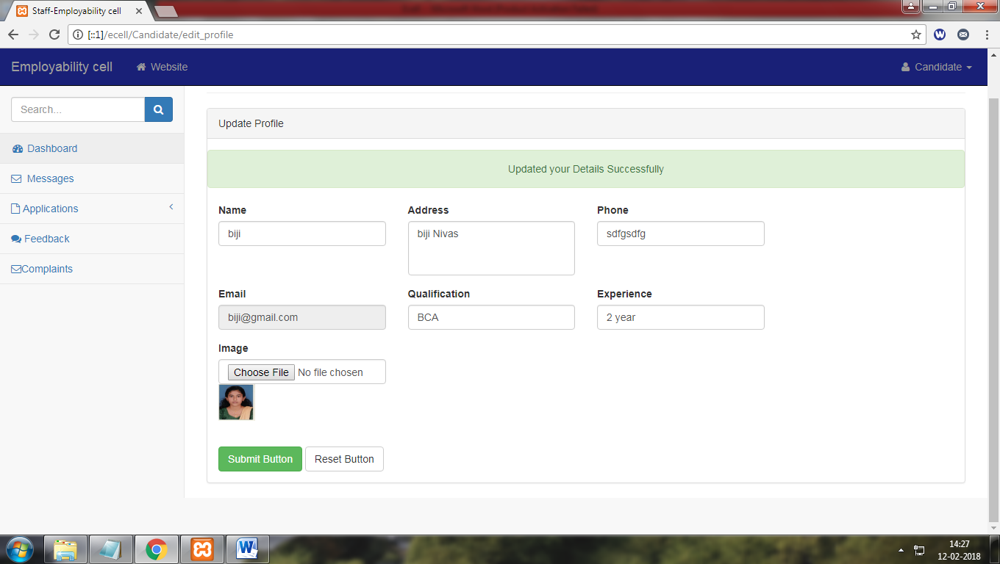 Staff-Employability cell
[::1]/ecell/Candidate/edit_profile
Employability cell
Website
Candidate
Search...
Dashboard
Messages
Applications
Feedback
Complaints
Update Profile
Updated your Details Successfully
Name Address Phone
biji biji Nivas sdfgsdfg
Email Qualification Experience
biji@gmail.com BCA 2 year
Image
Choose File No file chosen
Submit Button Reset Button
14:27
12-02-2018